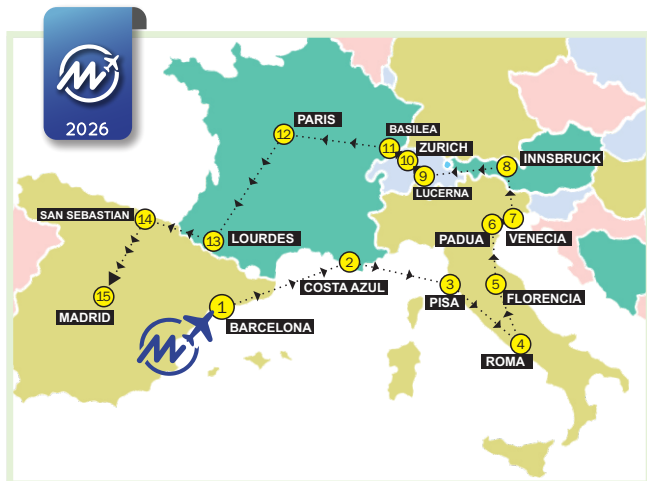 M
2026
PARIS
12
BASILEA
11
ZURICH
10
9
LUCERNA
8
INNSBRUCK
SAN SEBASTIAN
14
13
LOURDES
PADUA
6
7
VENECIA
2
COSTA AZUL
3
PISA
5
FLORENCIA
15
MADRID
1
BARCELONA
4
ROMA
M